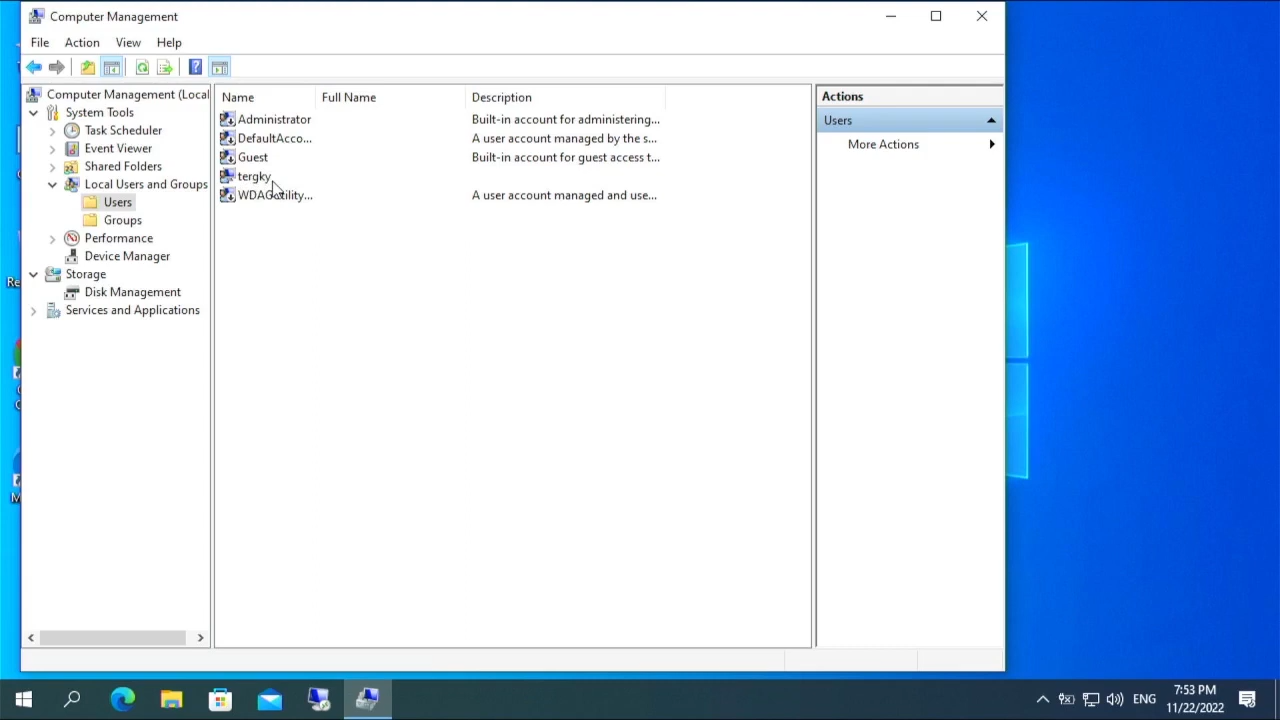 Computer Management
File Action View Help
Computer Management (Local
System Tools
Task Scheduler
Event Viewer
Shared Folders
Local Users and Groups
Users
Groups
Performance
Device Manager
Storage
Disk Management
Services and Applications
Name Full Name Description
Administrator Built-in account for administering...
DefaultAcco... A user account managed by the s...
Guest Built-in account for guest access t...
tergky
A user account managed and use...
Actions
Users
More Actions
Re
M
ENG
7:53 PM
11/22/2022